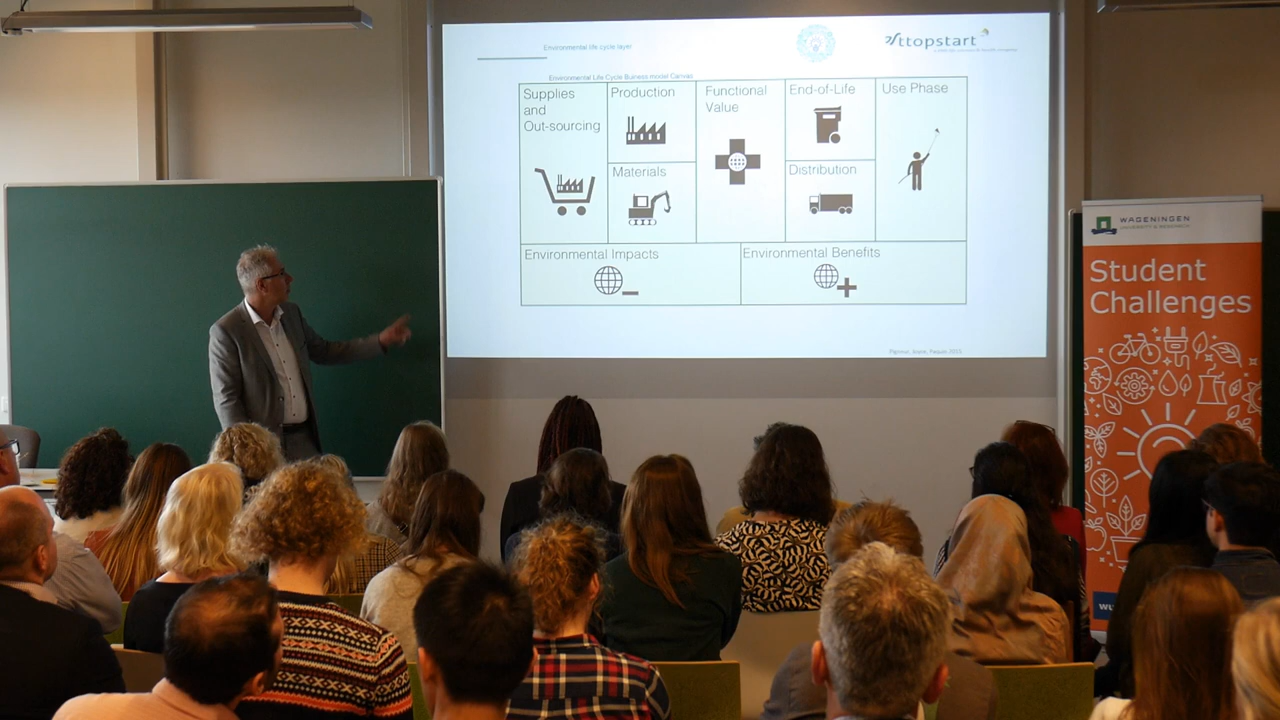 Environmental life cycle layer
ttopstart
Environmental Life Cycle Buiness model Canvas
Supplies
and
Out-sourcing
Production
Materials
Functional
Value
End-of-Life
Distribution
Use Phase
Environmental Impacts
Environmental Benefits
WAGENINGEN
UNIVERSITY & RESEARCH
Student
Challenges